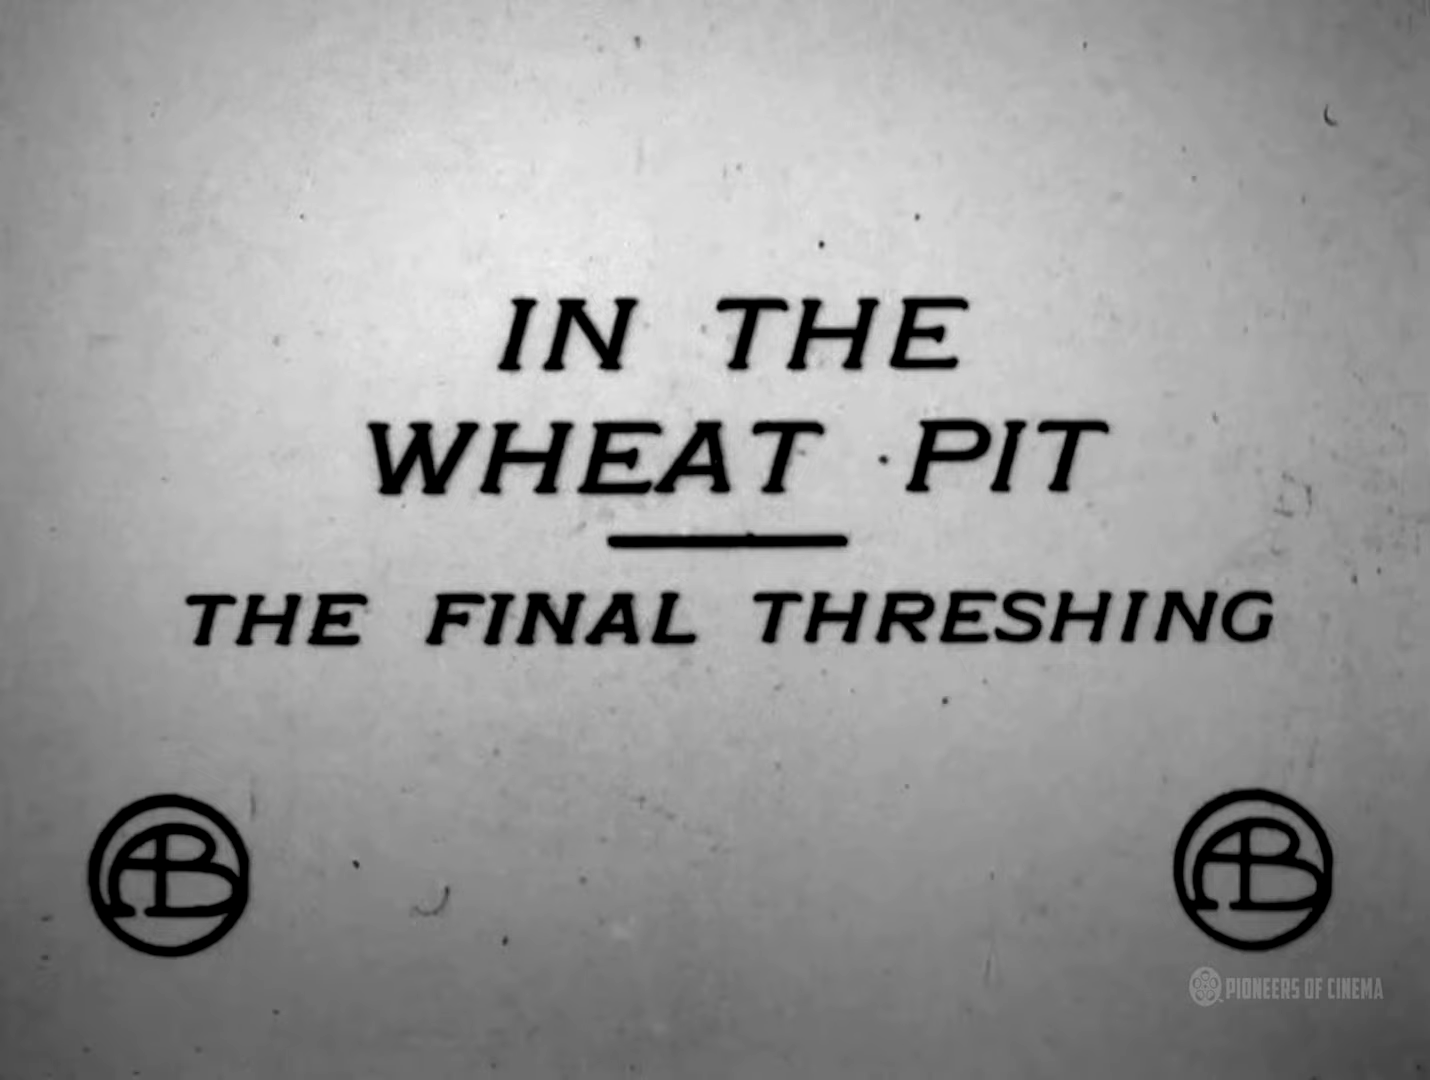 IN THE
WHEAT PIT
THE FINAL THRESHING
AB AB
PIONEERS OF CINEMA